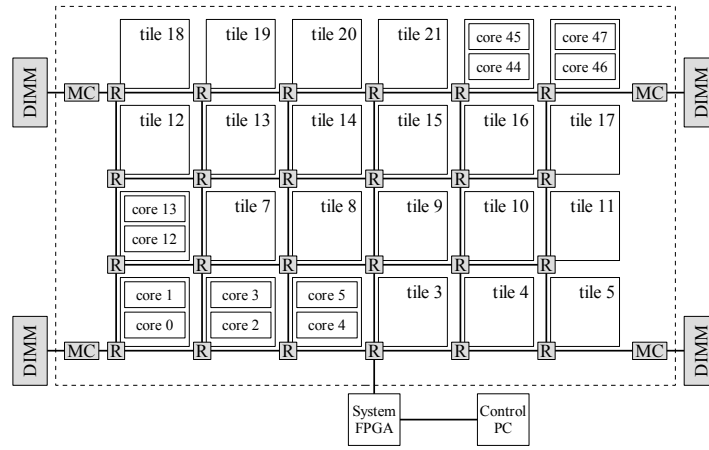 tile 18
tile 19
tile 20
tile 21
core 45
core 44
core 47
core 46
DIMM
MC
R
R
R
R
R
R
MC
DIMM
tile 12
tile 13
tile 14
tile 15
tile 16
tile 17
R
R
R
R
R
R
core 13
core 12
tile 7
tile 8
tile 9
tile 10
tile 11
R
R
R
R
R
R
core 1
core 0
core 3
core 2
core 5
core 4
tile 3
tile 4
tile 5
DIMM
MC
R
R
R
R
R
R
MC
DIMM
System
FPGA
Control
PC